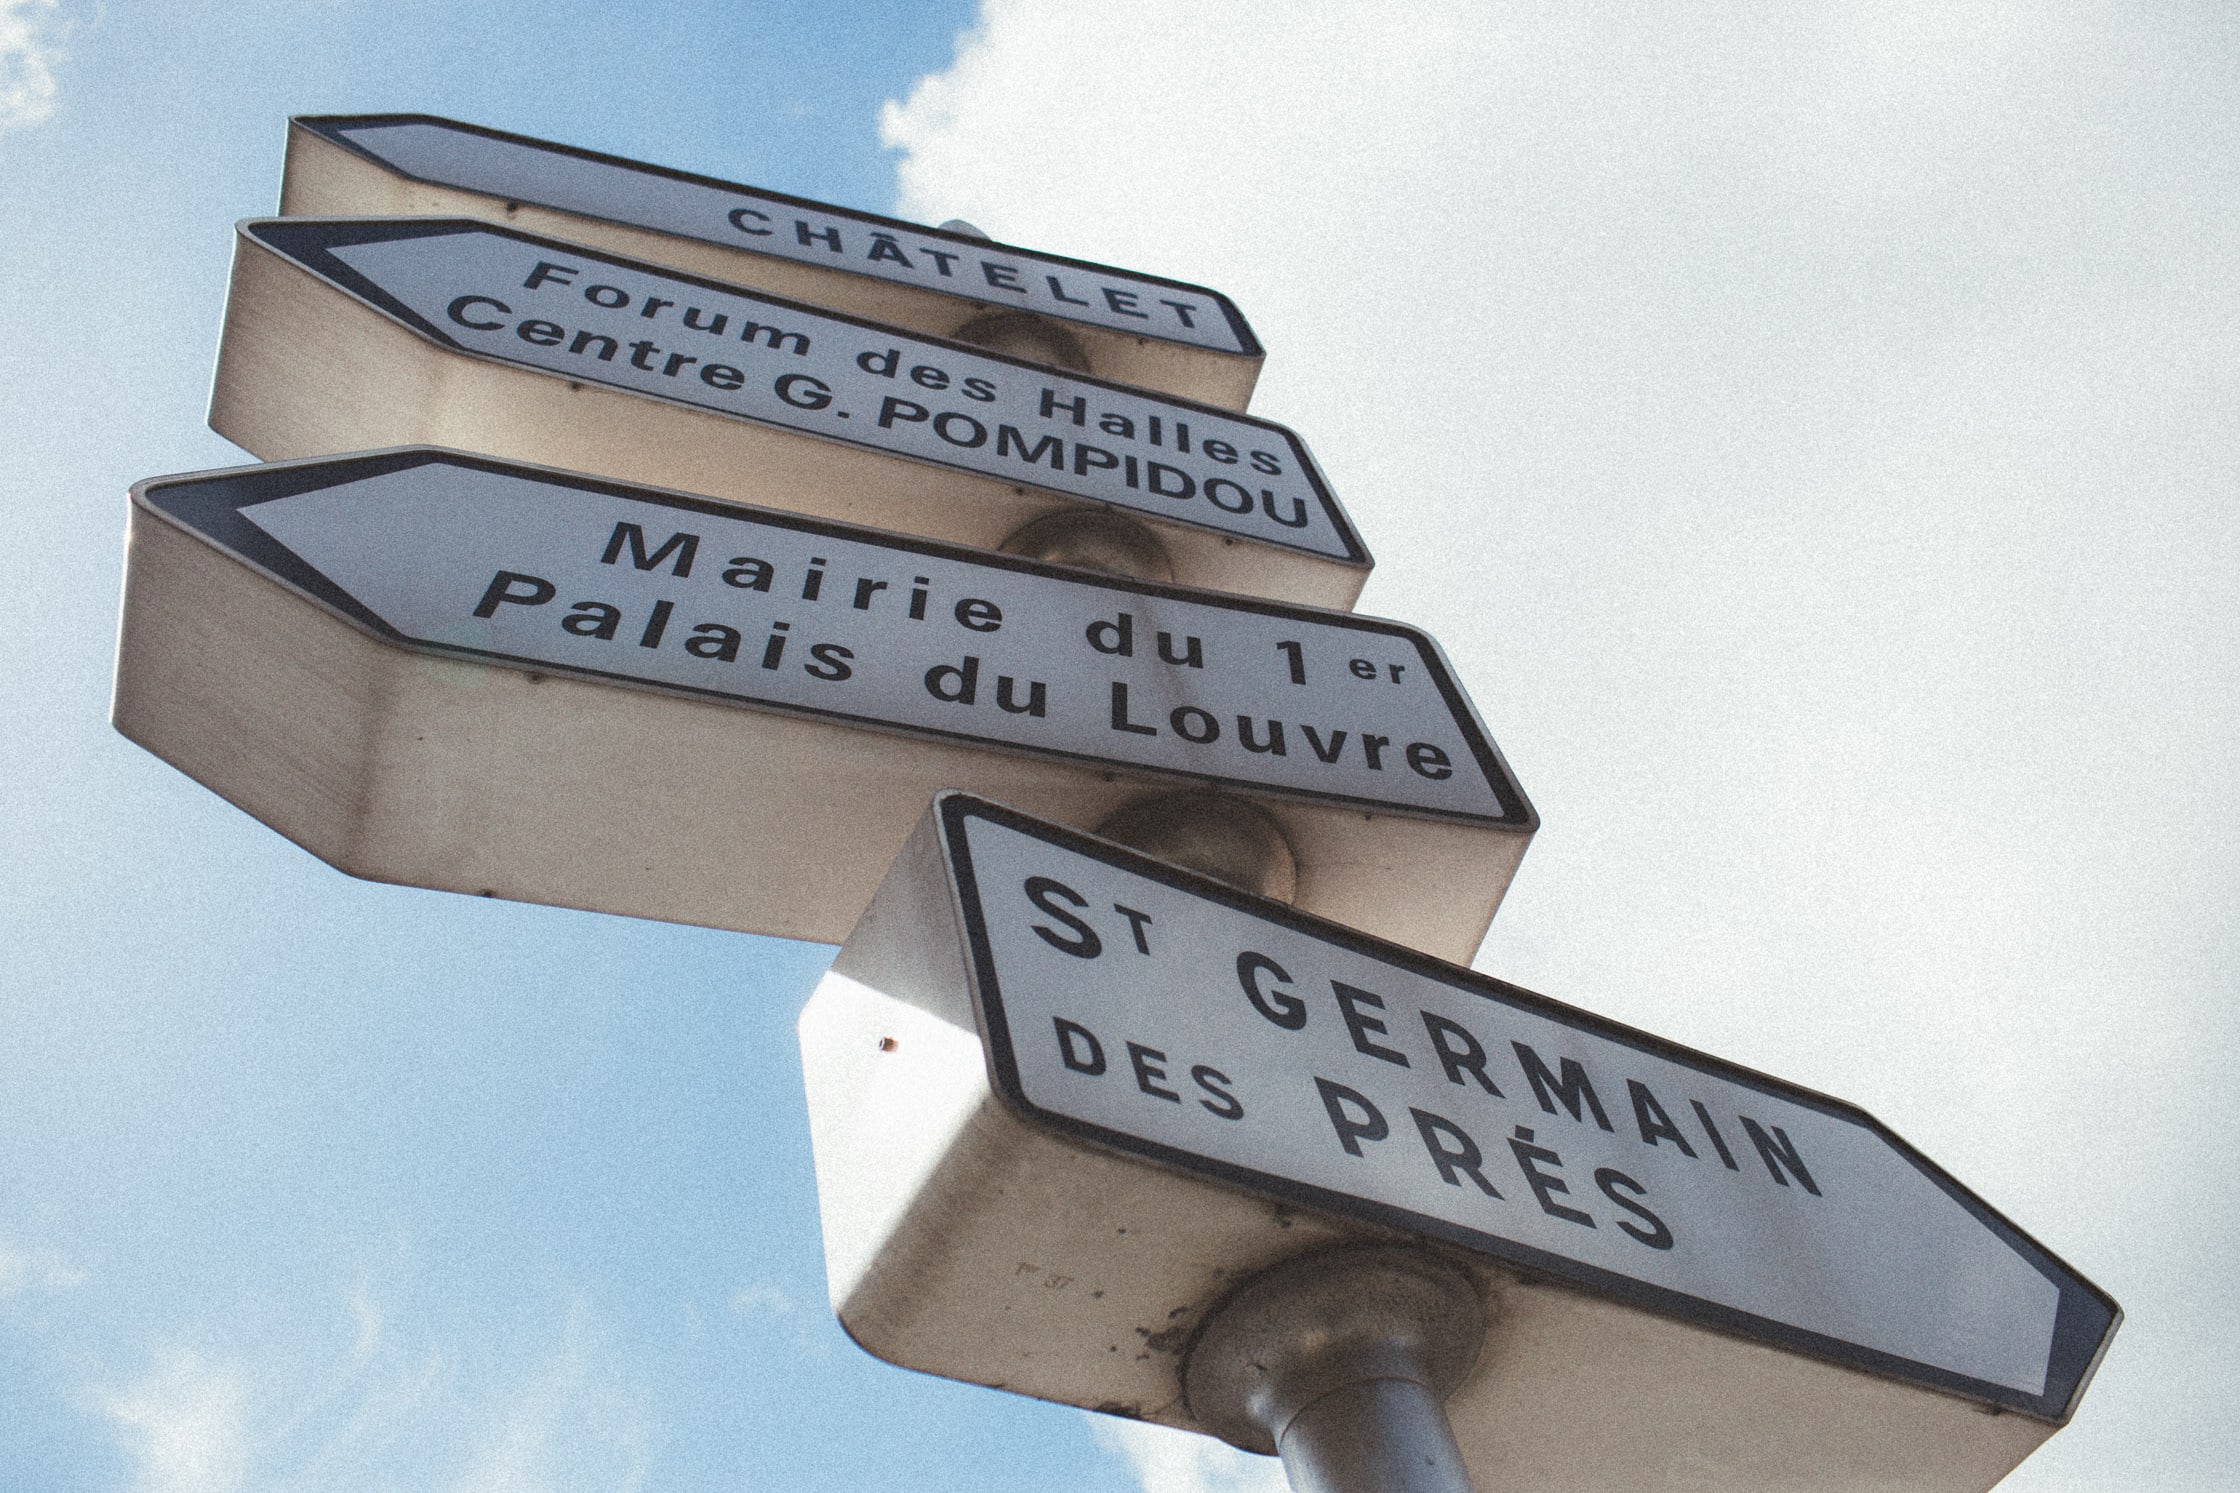 CHÂTELET
Forum des Halles
Centre G. POMPIDOU
Mairie du 1er
Palais du Louvre
ST GERMAIN
DES PRÉS